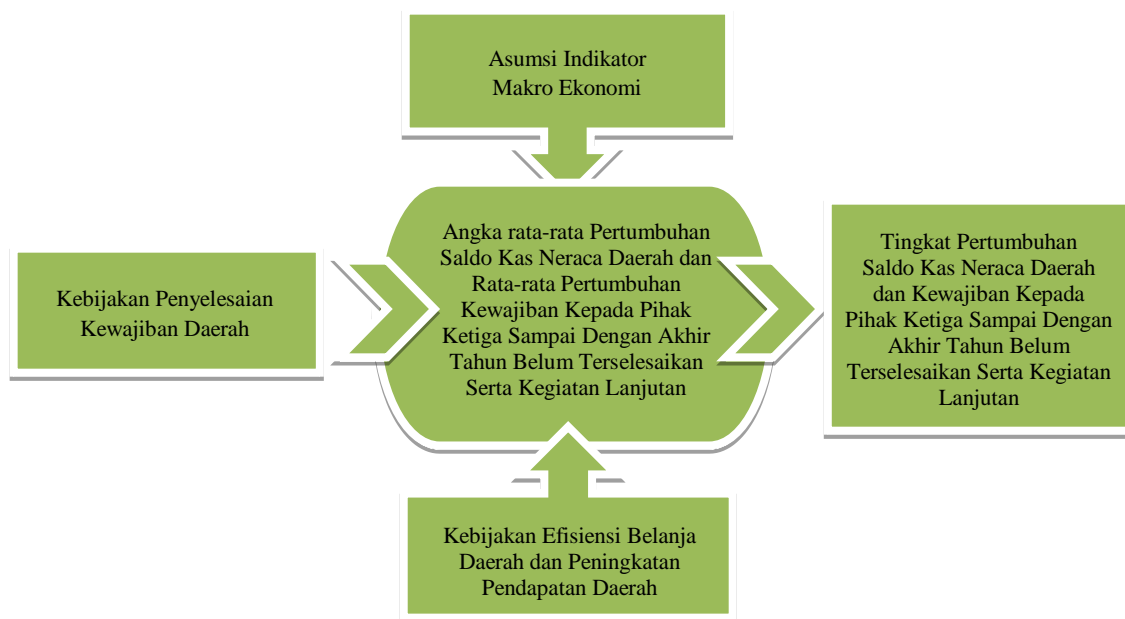 Asumsi Indikator
Makro Ekonomi
Kebijakan Penyelesaian
Kewajiban Daerah
Angka rata-rata Pertumbuhan
Saldo Kas Neraca Daerah dan
Rata-rata Pertumbuhan
Kewajiban Kepada Pihak
Ketiga Sampai Dengan Akhir
Tahun Belum Terselesaikan
Serta Kegiatan Lanjutan
Tingkat Pertumbuhan
Saldo Kas Neraca Daerah
dan Kewajiban Kepada
Pihak Ketiga Sampai Dengan
Akhir Tahun Belum
Terselesaikan Serta Kegiatan
Lanjutan
Kebijakan Efisiensi Belanja
Daerah dan Peningkatan
Pendapatan Daerah